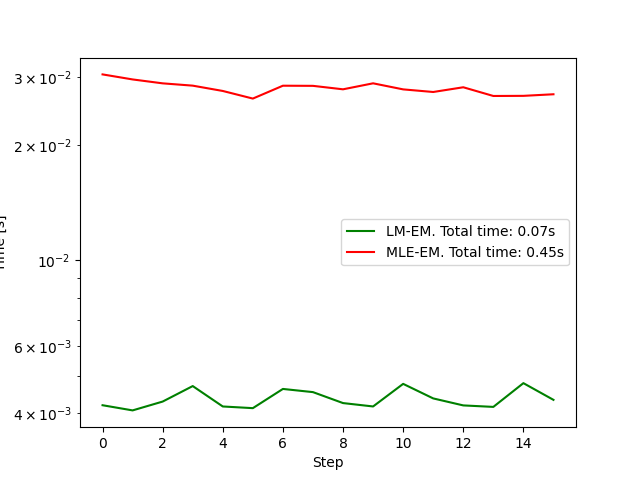 3 × 10⁻²
2 × 10⁻²
10⁻²
6 × 10⁻³
4 × 10⁻³
[s]
LM-EM. Total time: 0.07s
MLE-EM. Total time: 0.45s
0 2 4 6 8 10 12 14
Step